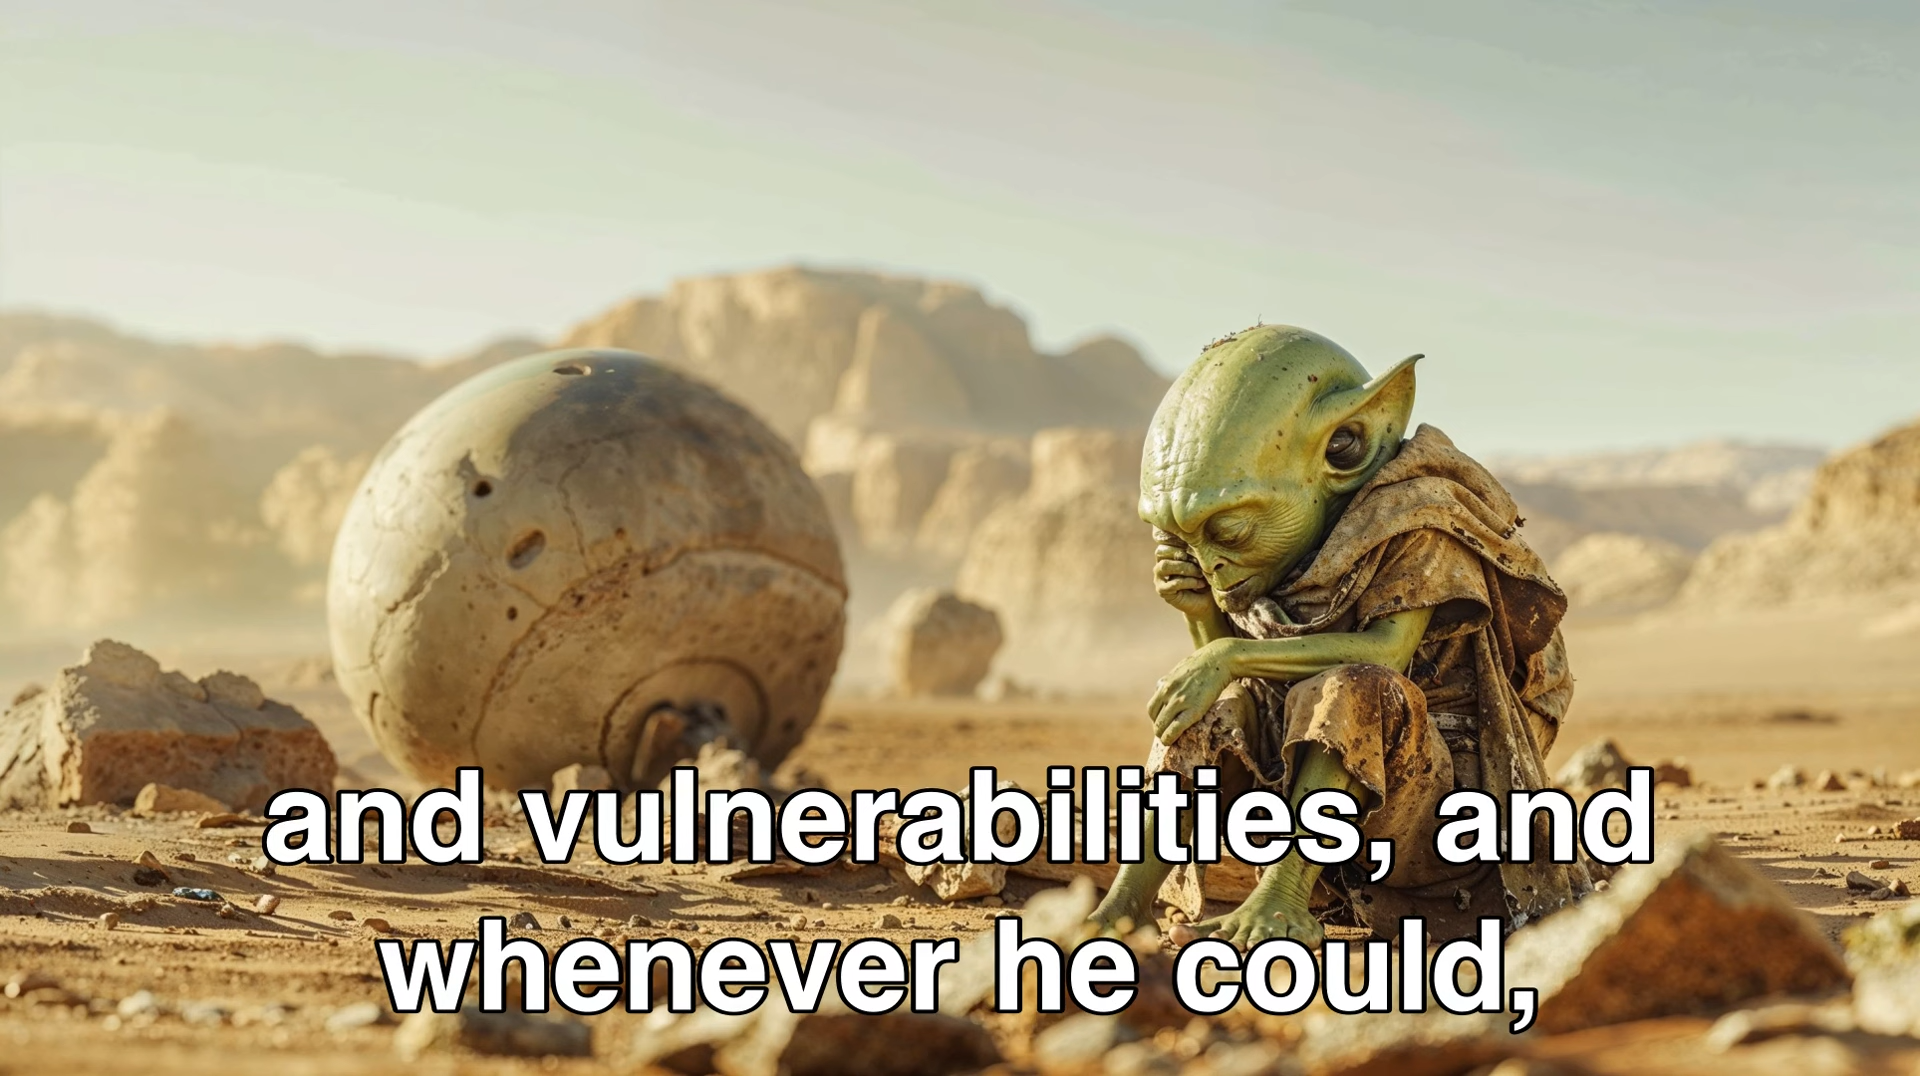 and vulnerabilities, and
whenever he could,